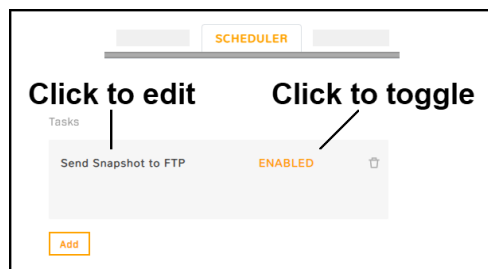 SCHEDULER
Click to edit
Click to toggle
Tasks
Send Snapshot to FTP
ENABLED
Add